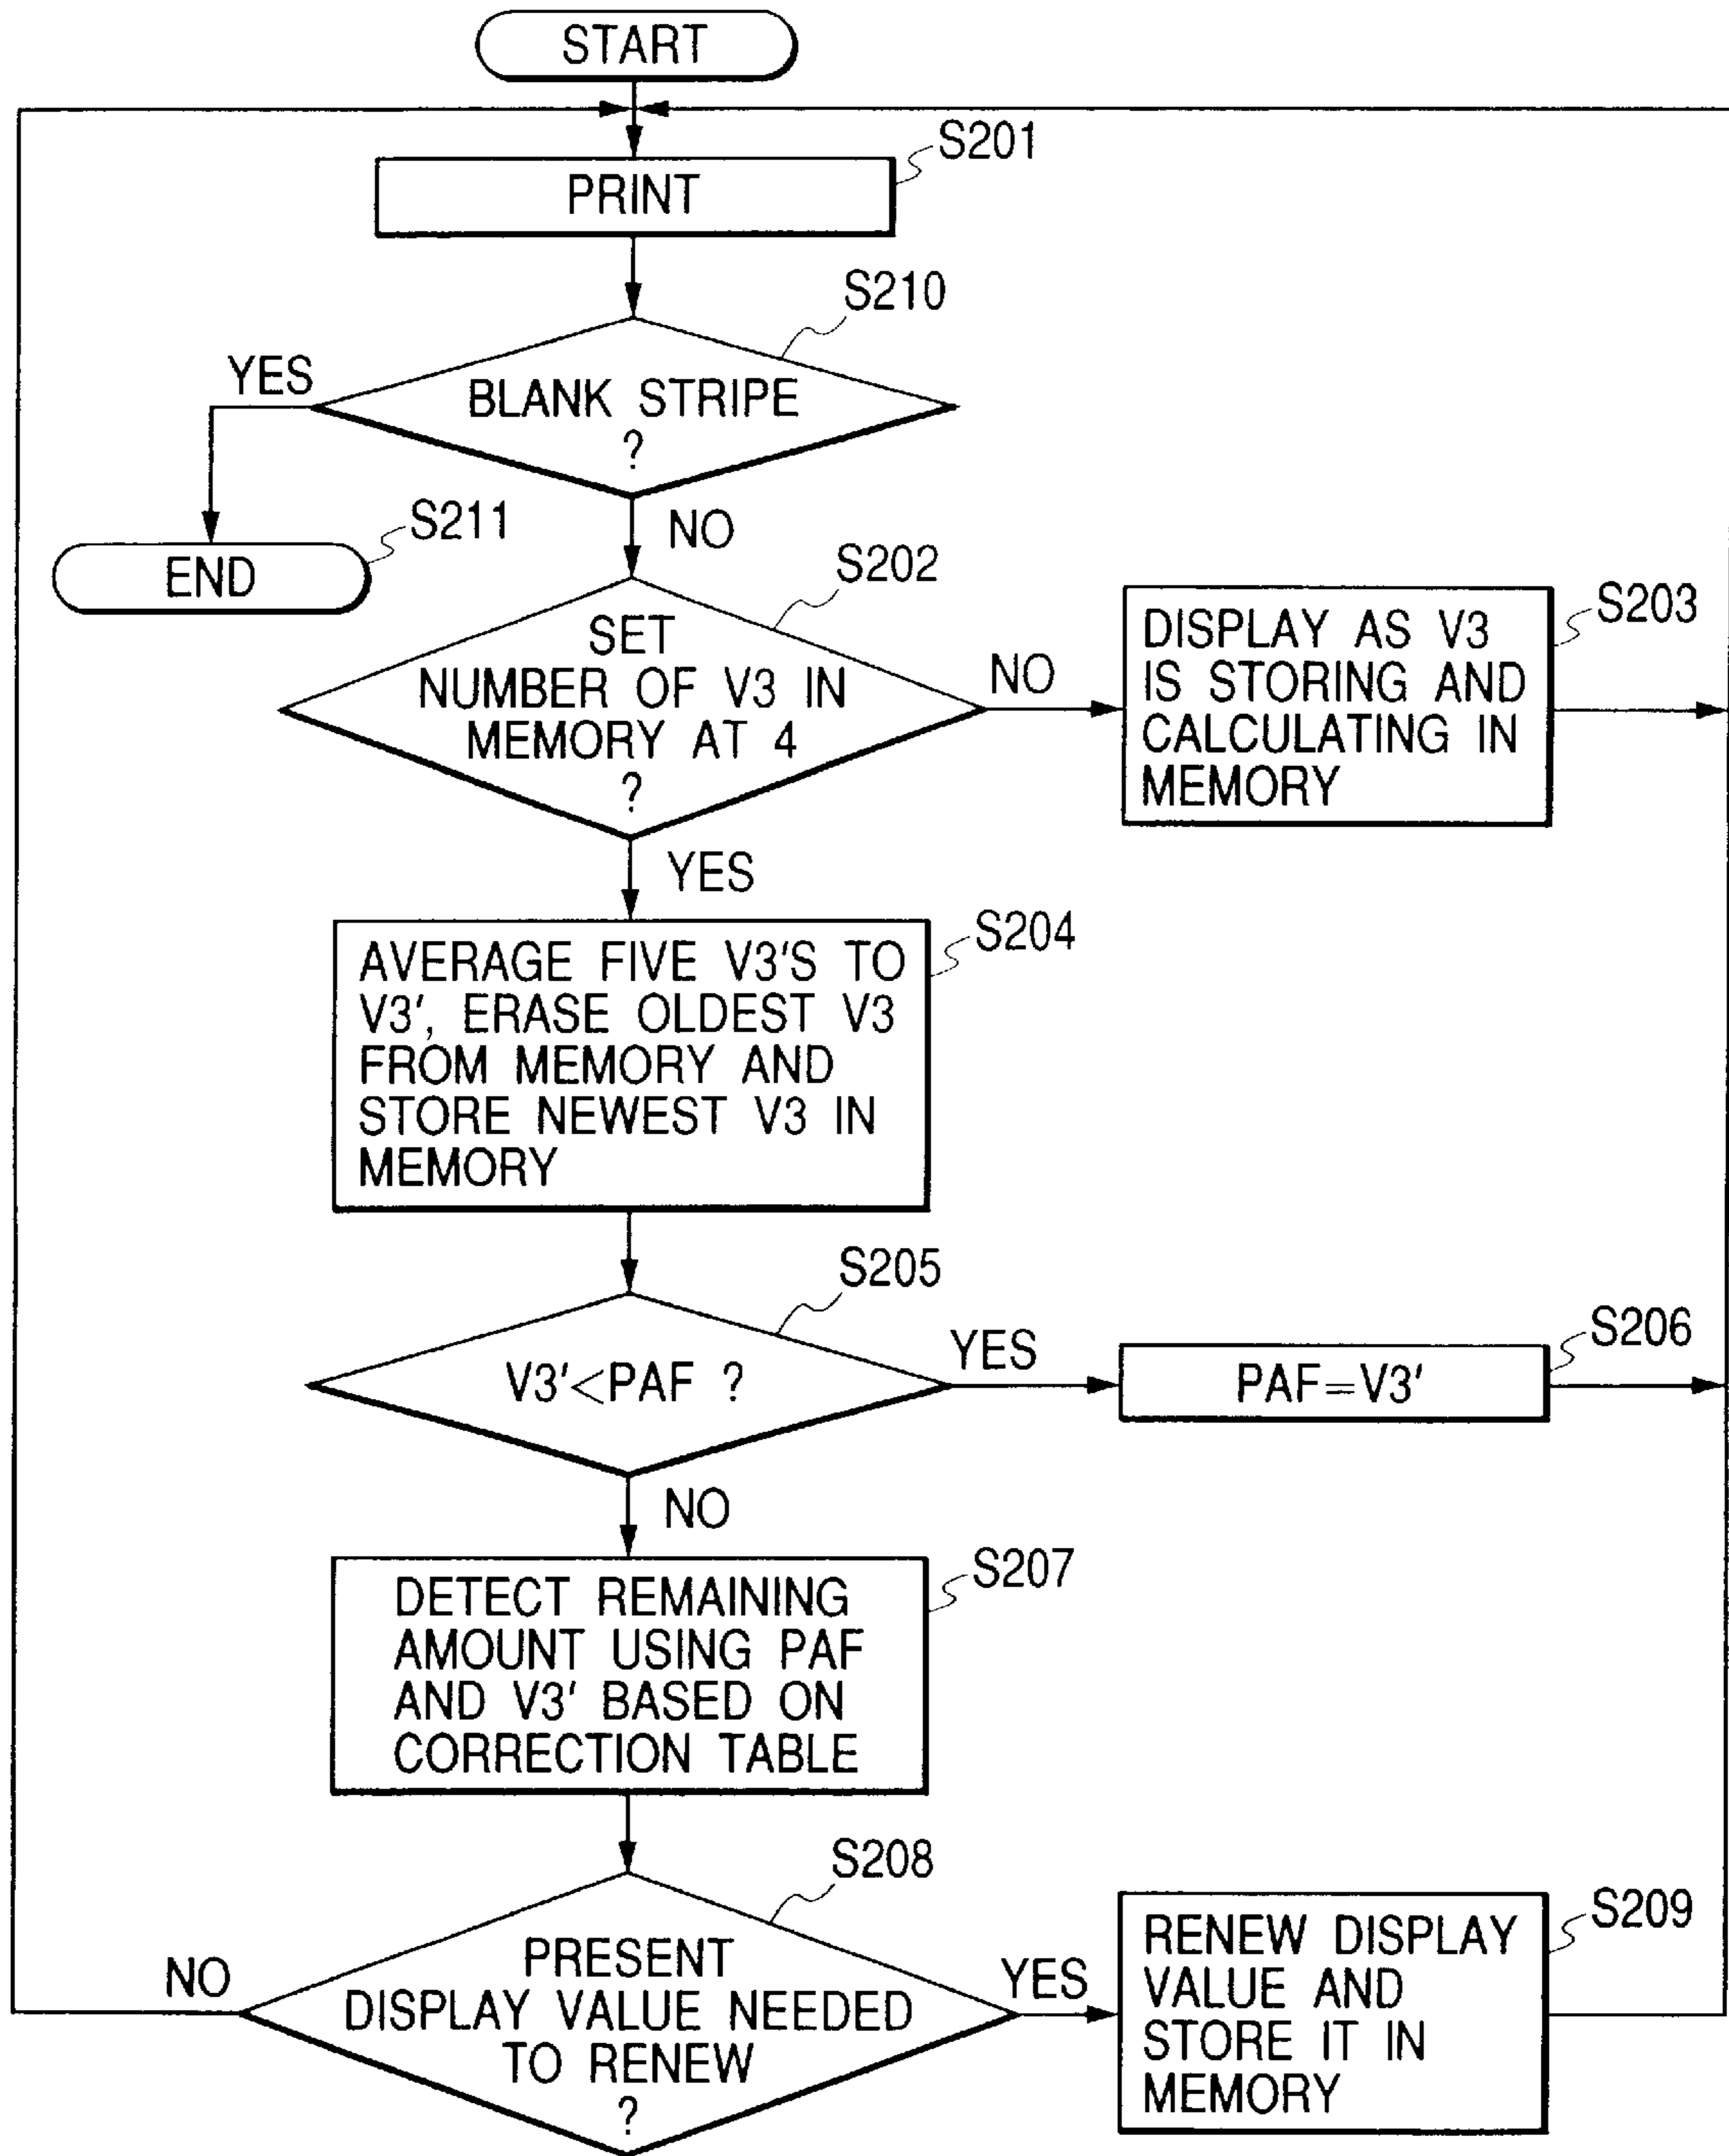 START
S201
PRINT
S210
YES
BLANK STRIPE
?
S211
NO
END
S202
SET
NUMBER OF V3 IN
MEMORY AT 4
?
NO
S203
DISPLAY AS V3
IS STORING AND
CALCULATING IN
MEMORY
YES
S204
AVERAGE FIVE V3'S TO
V3', ERASE OLDEST V3
FROM MEMORY AND
STORE NEWEST V3 IN
MEMORY
S205
V3'<PAF ?
YES
S206
PAF=V3'
NO
S207
DETECT REMAINING
AMOUNT USING PAF
AND V3' BASED ON
CORRECTION TABLE
S208
NO
PRESENT
DISPLAY VALUE NEEDED
TO RENEW
?
YES
S209
RENEW DISPLAY
VALUE AND
STORE IT IN
MEMORY